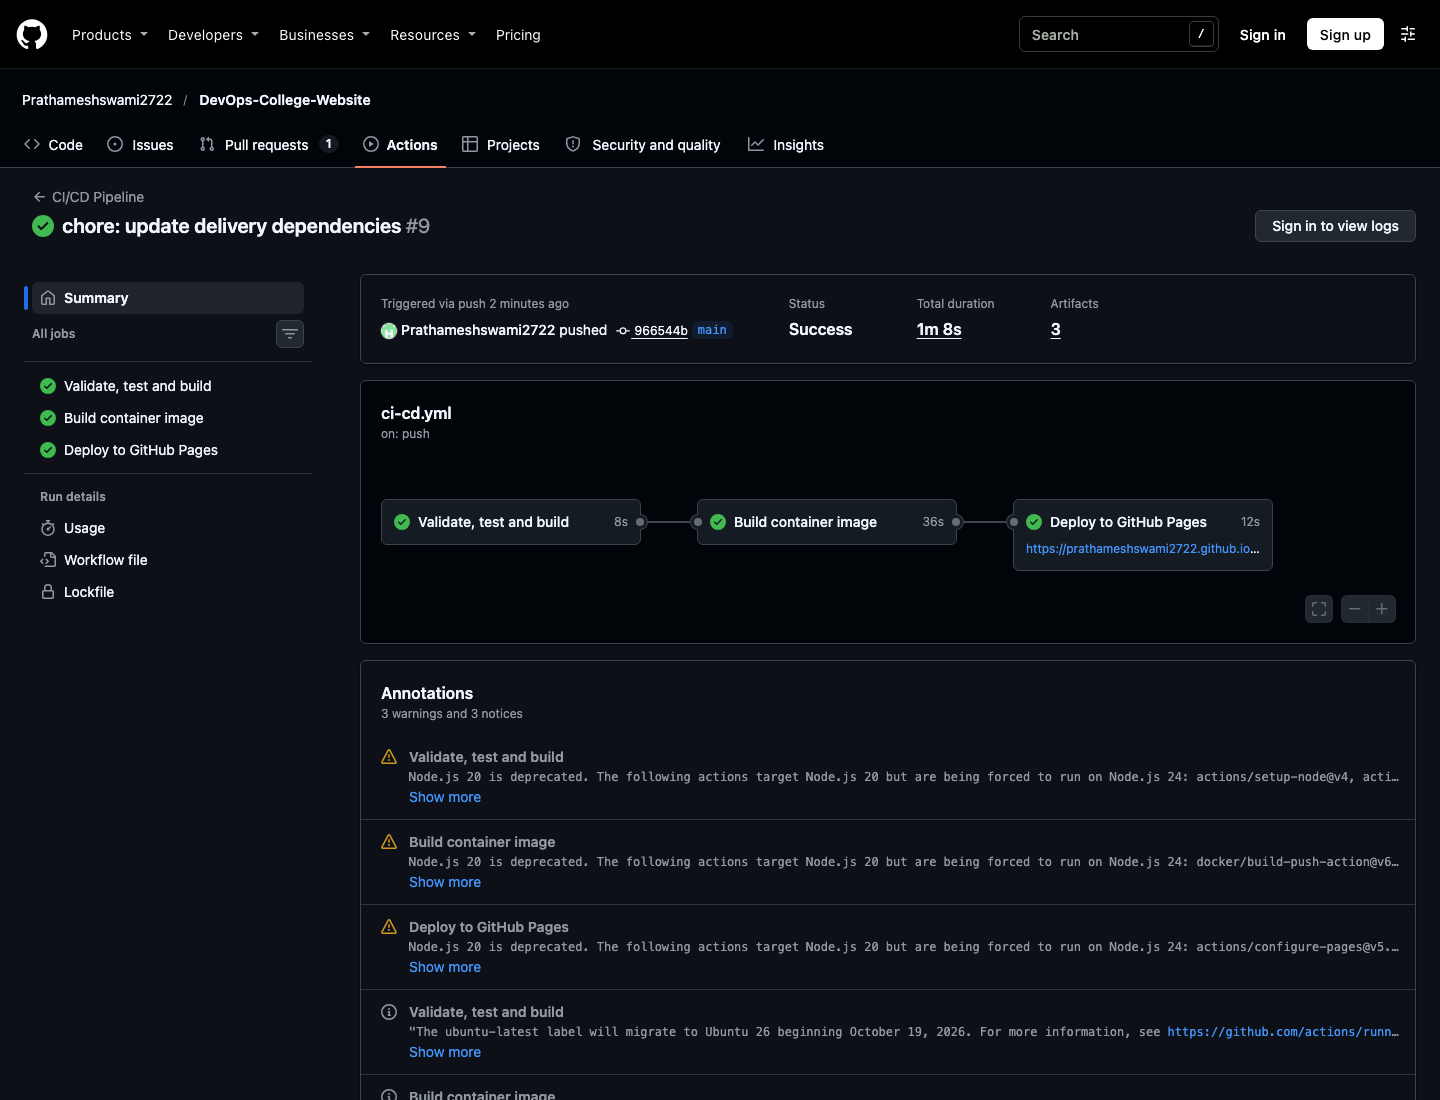 Products Developers Businesses Resources Pricing Search / Sign in Sign up
Prathameshswami2722 / DevOps-College-Website
Code Issues Pull requests 1 Actions Projects Security and quality Insights
CI/CD Pipeline
chore: update delivery dependencies #9
Sign in to view logs
Summary
All jobs
Validate, test and build
Build container image
Deploy to GitHub Pages
Run details
Usage
Workflow file
Lockfile
Triggered via push 2 minutes ago
Prathameshswami2722 pushed 966544b main
Status
Success
Total duration
1m 8s
Artifacts
3
ci-cd.yml
on: push
Validate, test and build 8s
Build container image 36s
Deploy to GitHub Pages 12s
https://prathameshswami2722.github.io…
Annotations
3 warnings and 3 notices
Validate, test and build
Node.js 20 is deprecated. The following actions target Node.js 20 but are being forced to run on Node.js 24: actions/setup-node@v4, acti…
Show more
Build container image
Node.js 20 is deprecated. The following actions target Node.js 20 but are being forced to run on Node.js 24: docker/build-push-action@v6…
Show more
Deploy to GitHub Pages
Node.js 20 is deprecated. The following actions target Node.js 20 but are being forced to run on Node.js 24: actions/configure-pages@v5.…
Show more
Validate, test and build
"The ubuntu-latest label will migrate to Ubuntu 26 beginning October 19, 2026. For more information, see https://github.com/actions/runn…
Show more
Build container image